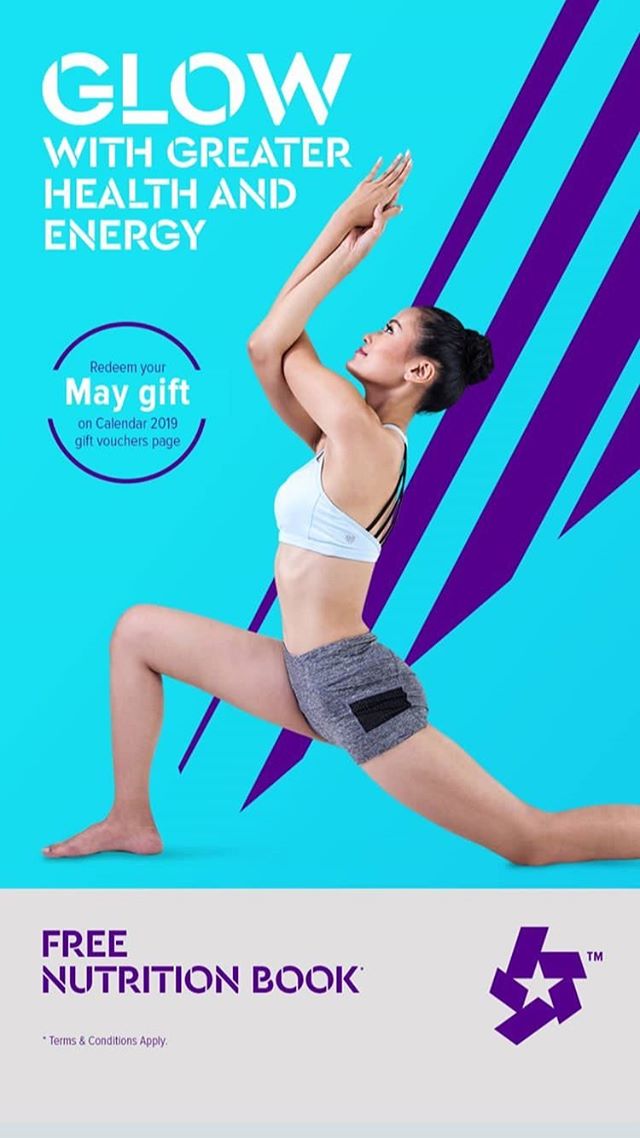 GLOW
WITH GREATER
HEALTH AND
ENERGY
Redeem your
May gift
on Calendar 2019
gift vouchers page
FREE
NUTRITION BOOK*
* Terms & Conditions Apply.
TM